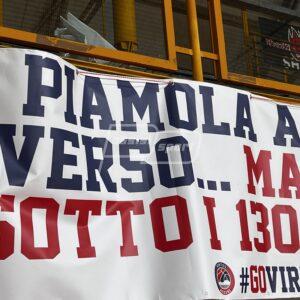 PIAMOLA A
VERSO... MA
SOTTO I 130
#GOVIR